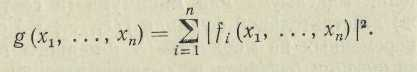 g (x₁, ..., xₙ) = ∑ᵢ₌₁ⁿ | fᵢ (x₁, ..., xₙ) |².